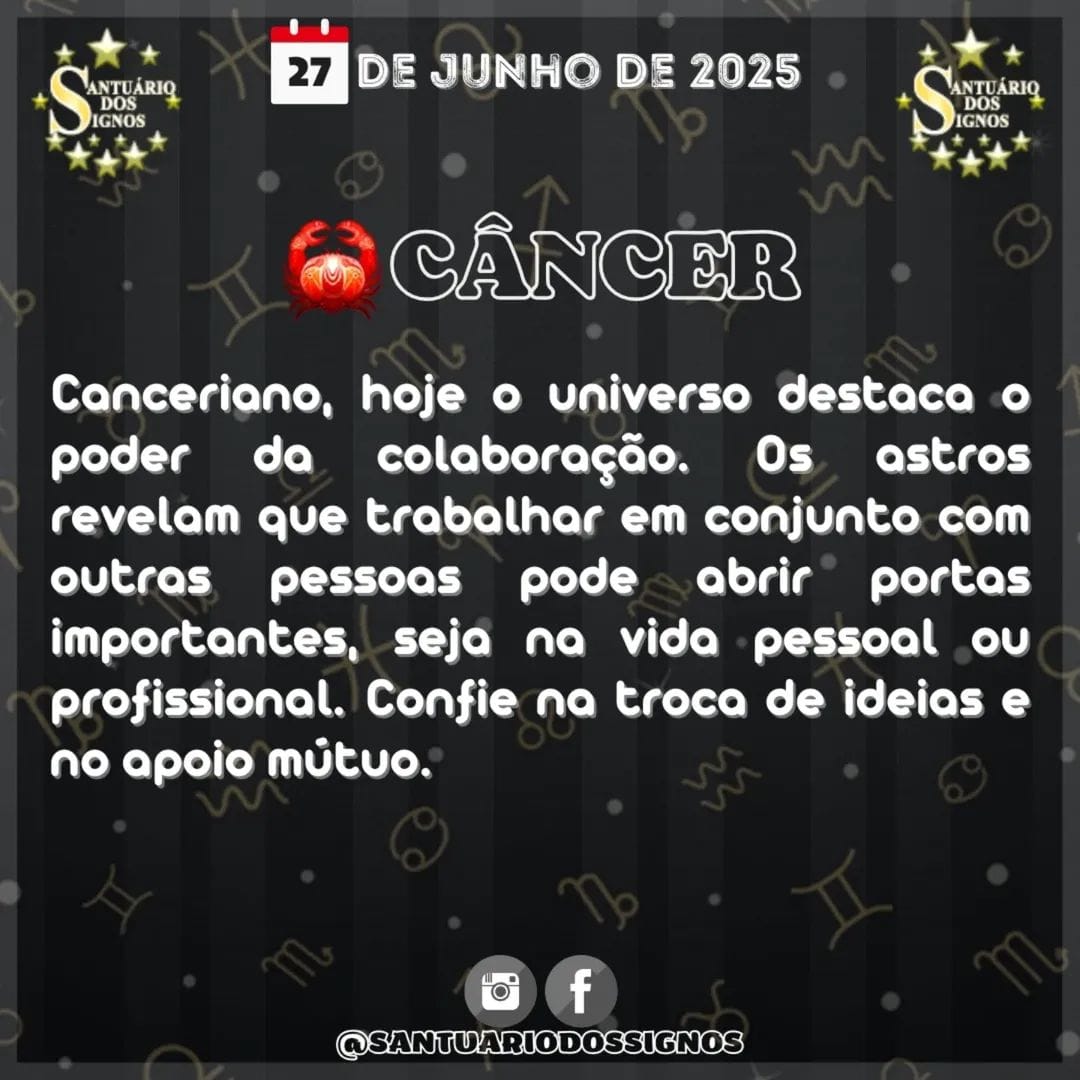 SANTUÁRIO
DOS
SIGNOS
27 DE JUNHO DE 2025
SANTUÁRIO
DOS
SIGNOS
CÂNCER
Canceriano, hoje o universo destaca o
poder da colaboração. Os astros
revelam que trabalhar em conjunto com
outras pessoas pode abrir portas
importantes, seja na vida pessoal ou
profissional. Confie na troca de ideias e
no apoio mútuo.
@SANTUARIODOSSIGNOS